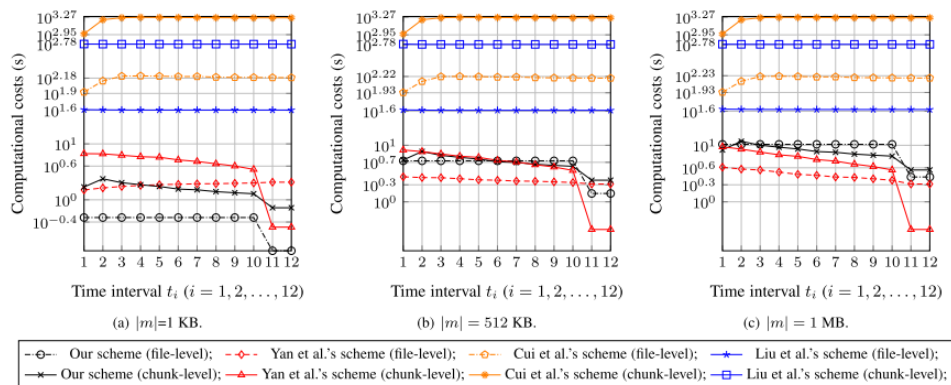 Computational costs (s)
10^3.27
10^2.95
10^2.78
10^2.18
10^1.9
10^1.6
10^1
10^0.6
10^0
10^−0.4
1 2 3 4 5 6 7 8 9 10 11 12
Time interval t_i (i = 1, 2, . . . , 12)
(a) |m|=1 KB.
Computational costs (s)
10^3.27
10^2.95
10^2.78
10^2.22
10^1.93
10^1.6
10^1
10^0.7
10^0.3
10^0
1 2 3 4 5 6 7 8 9 10 11 12
Time interval t_i (i = 1, 2, . . . , 12)
(b) |m| = 512 KB.
Computational costs (s)
10^3.27
10^2.95
10^2.78
10^2.23
10^1.93
10^1.6
10^1
10^0.6
10^0.3
10^0
1 2 3 4 5 6 7 8 9 10 11 12
Time interval t_i (i = 1, 2, . . . , 12)
(c) |m| = 1 MB.
Our scheme (file-level); Yan et al.'s scheme (file-level); Cui et al.'s scheme (file-level); Liu et al.'s scheme (file-level);
Our scheme (chunk-level); Yan et al.'s scheme (chunk-level); Cui et al.'s scheme (chunk-level); Liu et al.'s scheme (chunk-level);